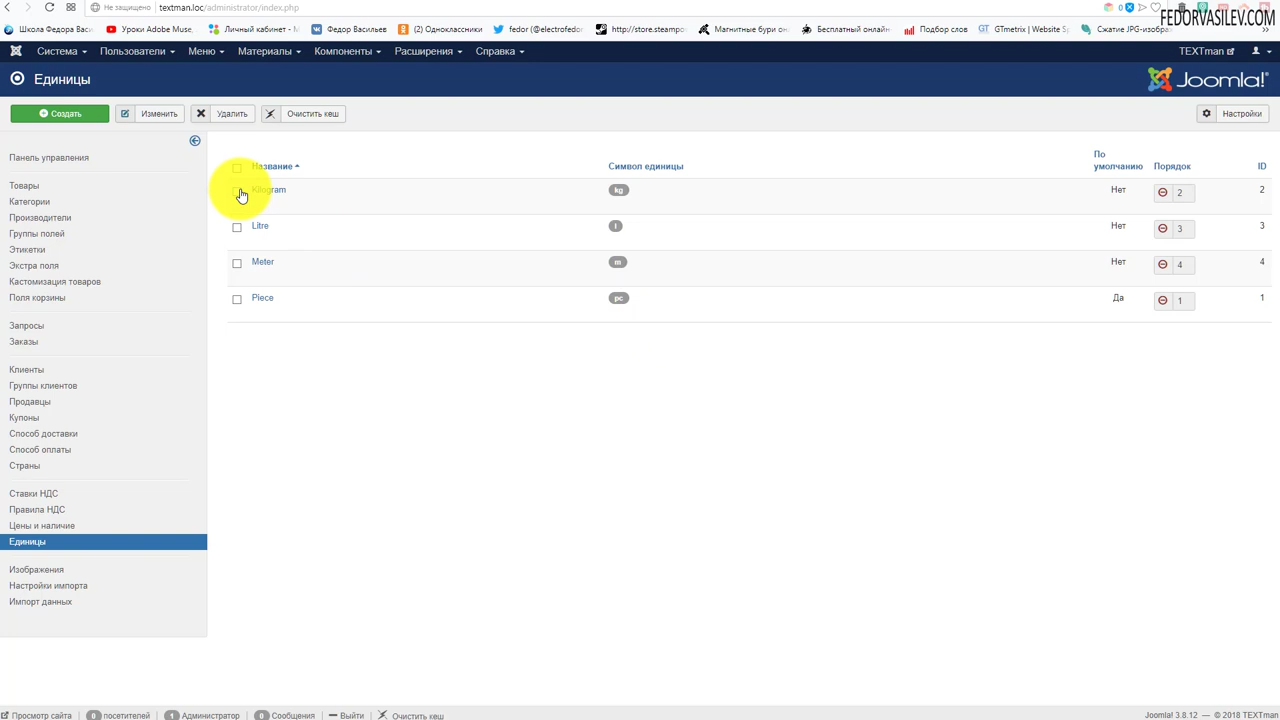 textman.loc/administrator/index.php
Не защищено
FEDORVASILEV.COM
Школа Федора Васи. Уроки Adobe Muse, Личный кабинет - М Федор Васильев (2) Одноклассники fedor (@electrofedor http://store.steampo Магнитные бури он Бесплатный онлайн Подбор слов GTmetrix | Website Sp Сжатие JPG-изображ
Система Пользователи Меню Материалы Компоненты Расширения Справка TEXTman
Единицы Joomla!®
Создать Изменить Удалить Очистить кеш Настройки
Панель управления
Товары
Категории
Производители
Группы полей
Этикетки
Экстра поля
Кастомизация товаров
Поля корзины
Запросы
Заказы
Клиенты
Группы клиентов
Продавцы
Купоны
Способ доставки
Способ оплаты
Страны
Ставки НДС
Правила НДС
Цены и наличие
Единицы
Изображения
Настройки импорта
Импорт данных
Название Символ единицы По умолчанию Порядок ID
Kilogram kg Нет 2 2
Litre l Нет 3 3
Meter m Нет 4 4
Piece pc Да 1 1
Просмотр сайта 0 посетителей 1 Администратор 0 Сообщения Выйти Очистить кеш Joomla! 3.8.12 — © 2018 TEXTman